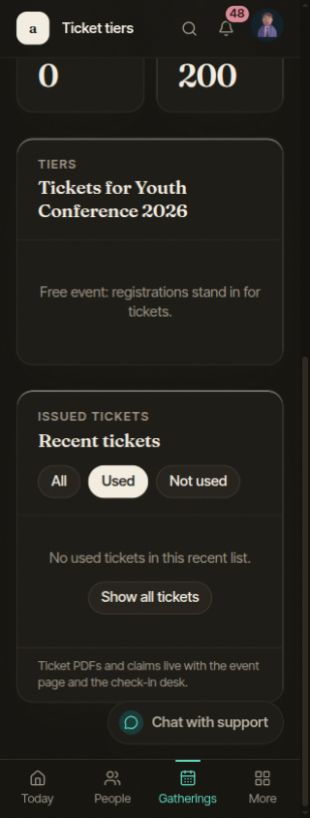 a
Ticket tiers
48
0
200
TIERS
Tickets for Youth
Conference 2026
Free event: registrations stand in for
tickets.
ISSUED TICKETS
Recent tickets
All
Used
Not used
No used tickets in this recent list.
Show all tickets
Ticket PDFs and claims live with the event
page and the check-in desk.
Chat with support
Today
People
Gatherings
More